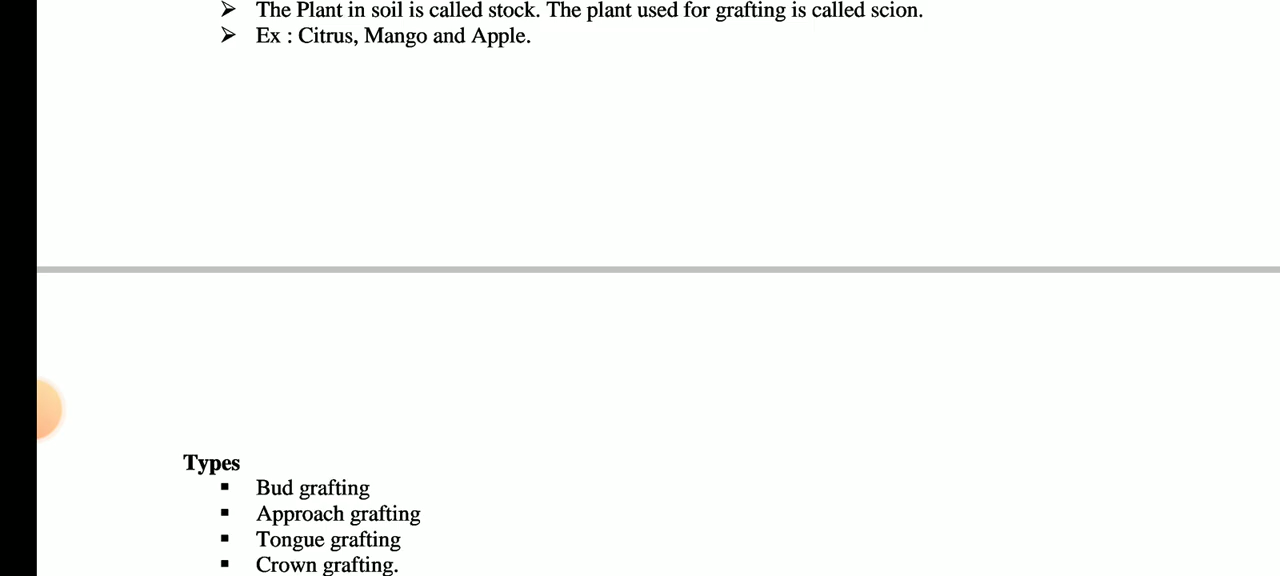 ➢ The Plant in soil is called stock. The plant used for grafting is called scion.
➢ Ex : Citrus, Mango and Apple.
Types
▪ Bud grafting
▪ Approach grafting
▪ Tongue grafting
▪ Crown grafting.